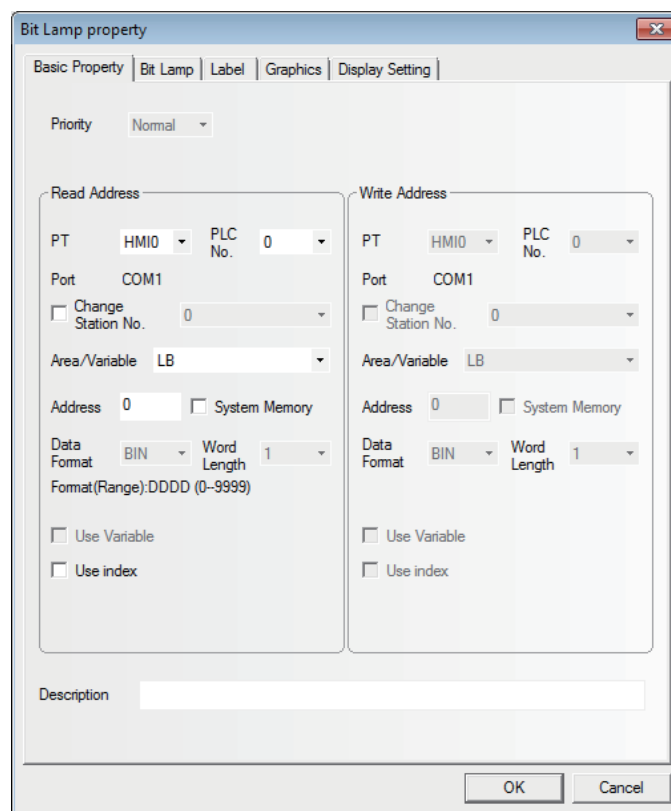 Bit Lamp property
Basic Property Bit Lamp Label Graphics Display Setting
Priority Normal
Read Address
PT HMI0 PLC No. 0
Port COM1
Change Station No. 0
Area/Variable LB
Address 0 System Memory
Data Format BIN Word Length 1
Format(Range):DDDD (0--9999)
Use Variable
Use index
Write Address
PT HMI0 PLC No. 0
Port COM1
Change Station No. 0
Area/Variable LB
Address 0 System Memory
Data Format BIN Word Length 1
Use Variable
Use index
Description
OK Cancel